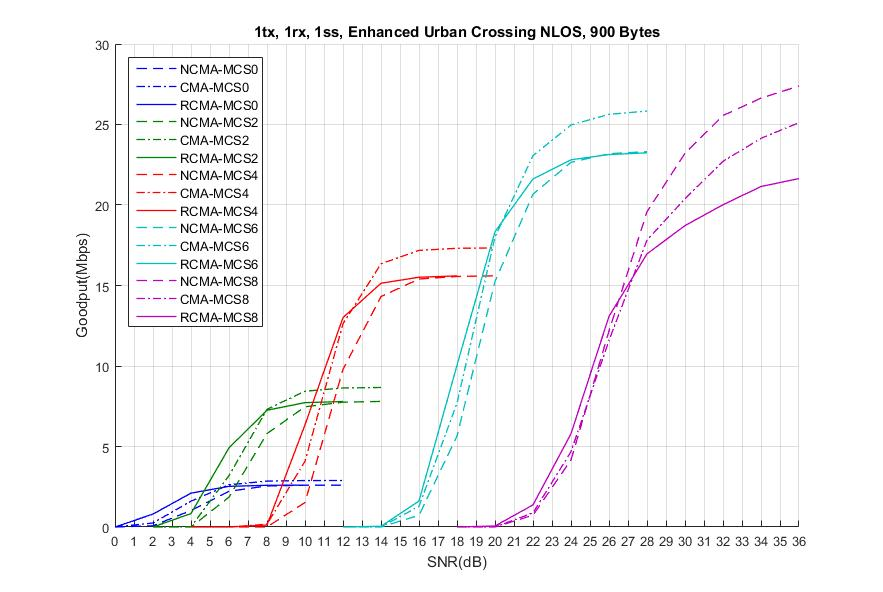 1tx, 1rx, 1ss, Enhanced Urban Crossing NLOS, 900 Bytes
30
25
20
15
10
5
0
Goodput(Mbps)
NCMA-MCS0
CMA-MCS0
RCMA-MCS0
NCMA-MCS2
CMA-MCS2
RCMA-MCS2
NCMA-MCS4
CMA-MCS4
RCMA-MCS4
NCMA-MCS6
CMA-MCS6
RCMA-MCS6
NCMA-MCS8
CMA-MCS8
RCMA-MCS8
0 1 2 3 4 5 6 7 8 9 10 11 12 13 14 15 16 17 18 19 20 21 22 23 24 25 26 27 28 29 30 31 32 33 34 35 36
SNR(dB)